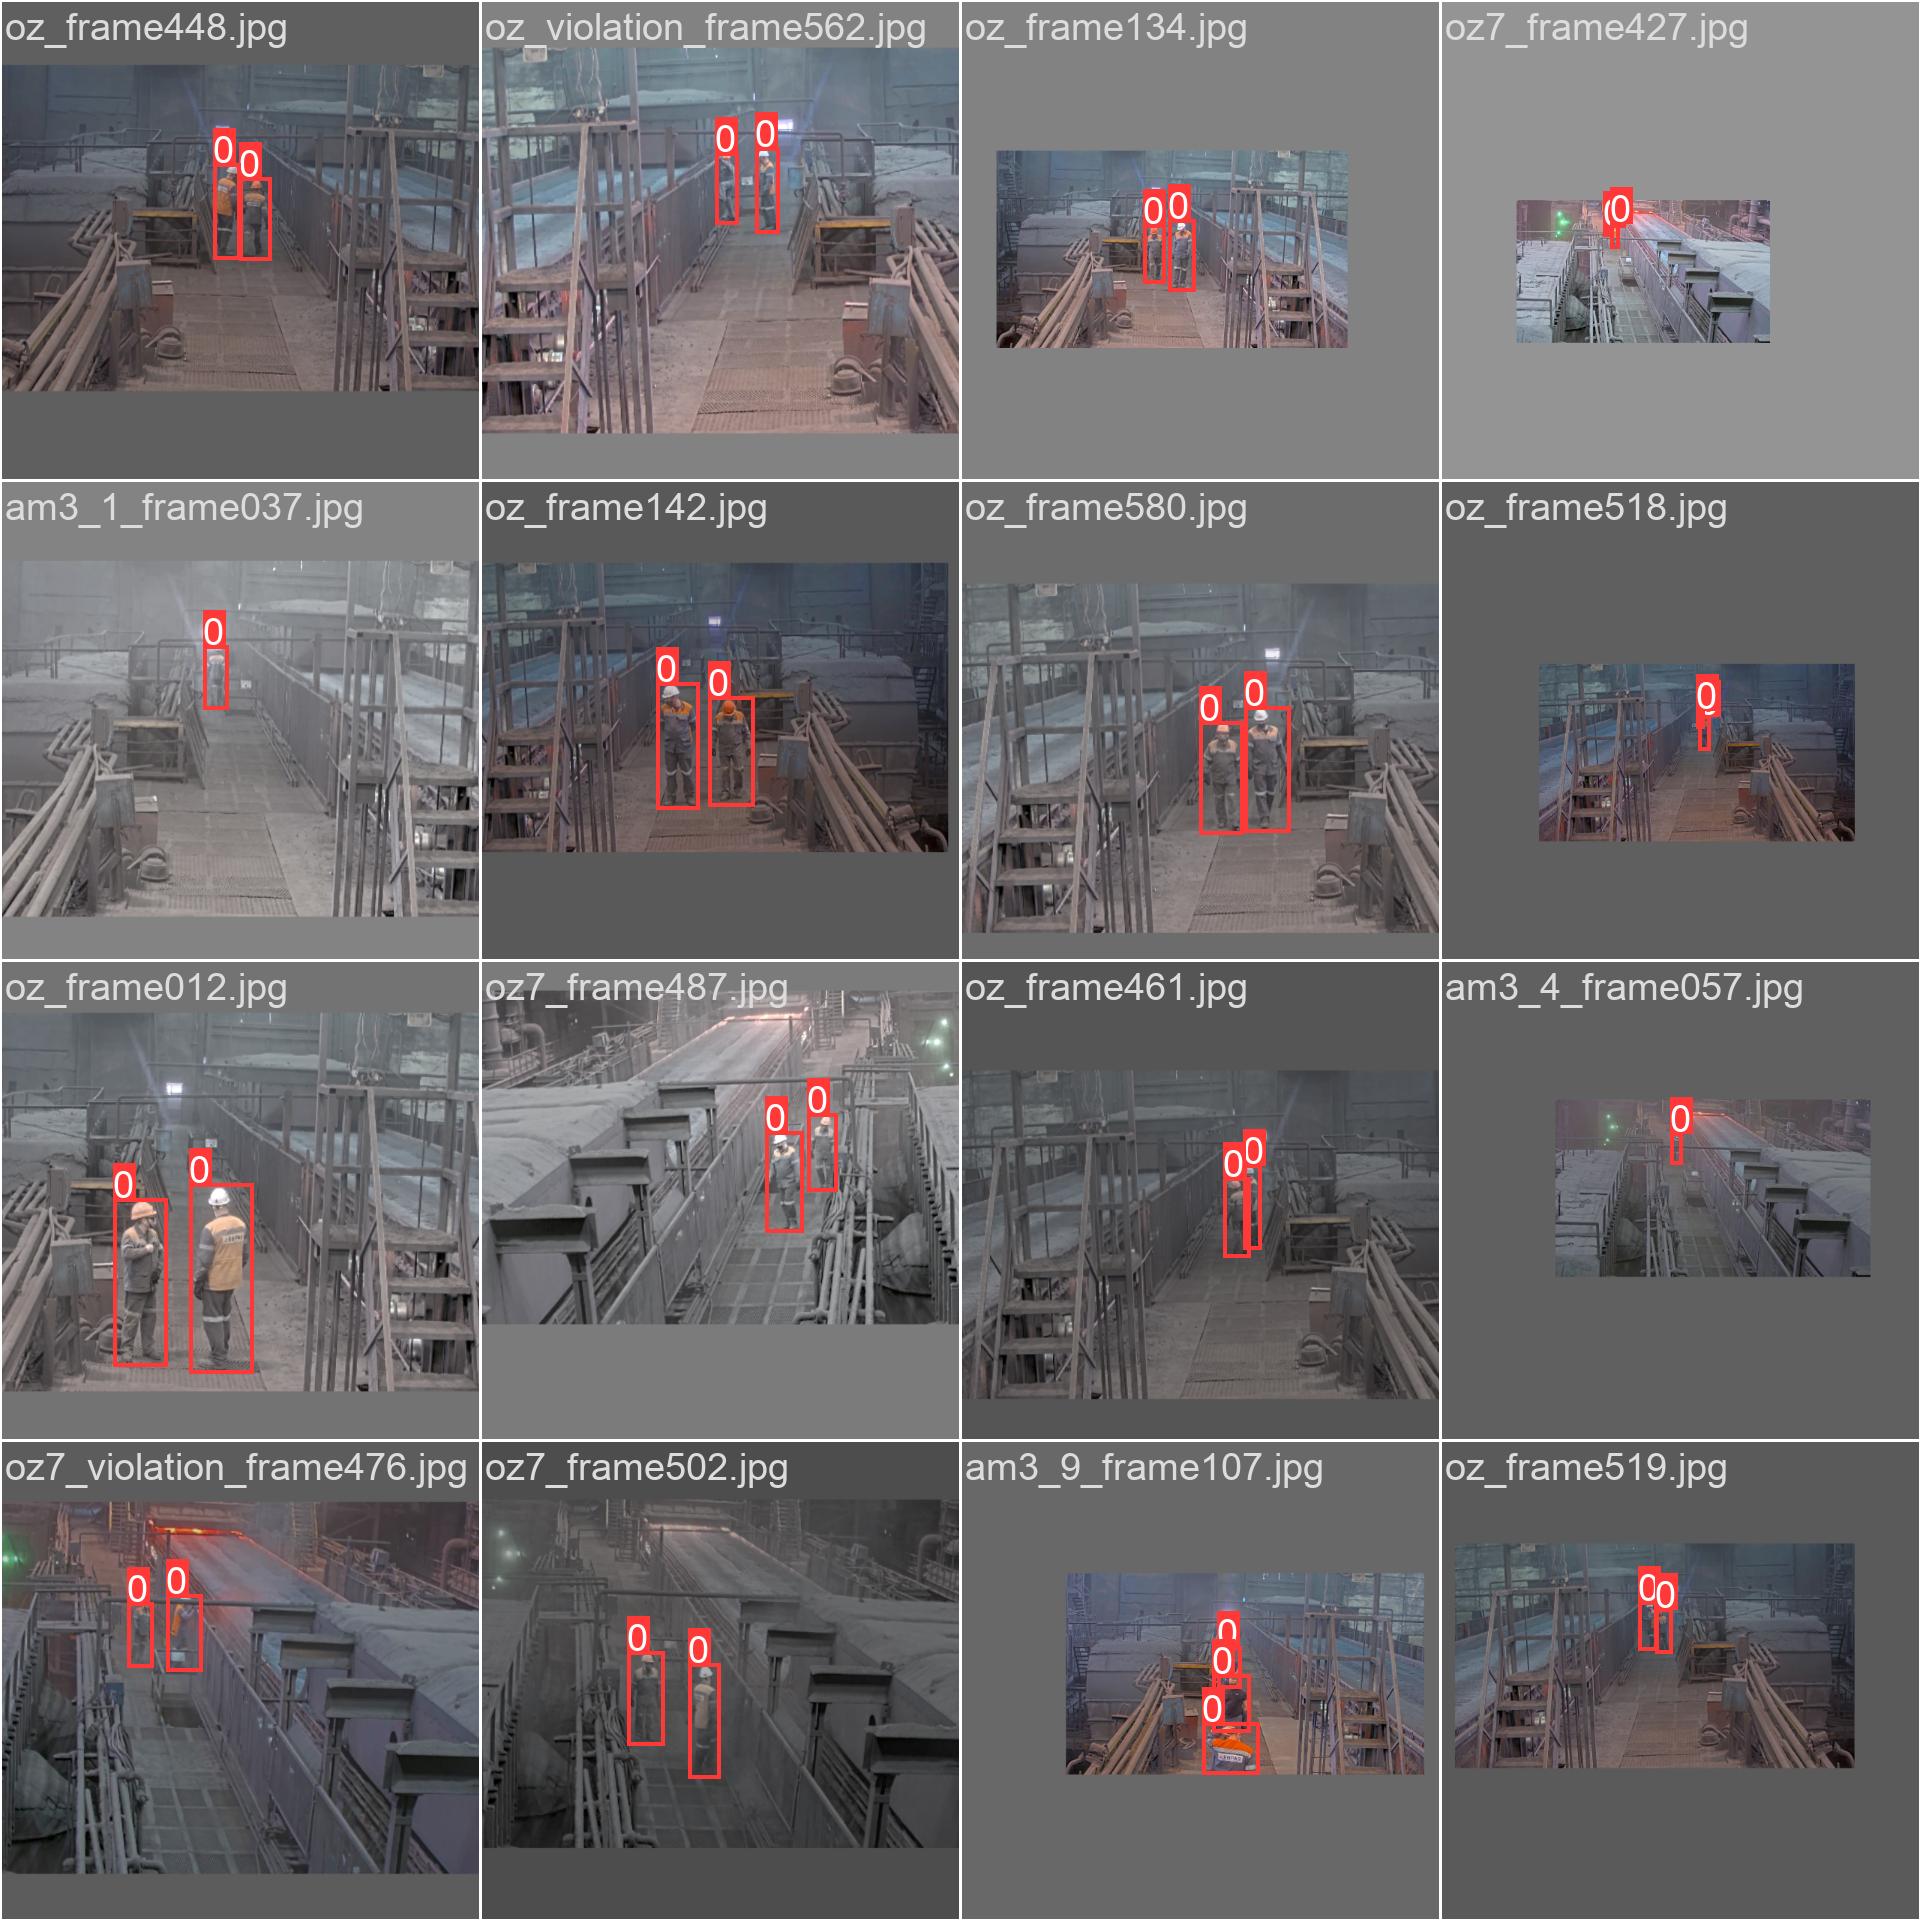 oz_frame448.jpg
oz_violation_frame562.jpg
oz_frame134.jpg
oz7_frame427.jpg
0
0
0
0
0
0
0
am3_1_frame037.jpg
oz_frame142.jpg
oz_frame580.jpg
oz_frame518.jpg
0
0
0
0
0
0
oz_frame012.jpg
oz7_frame487.jpg
oz_frame461.jpg
am3_4_frame057.jpg
0
0
0
0
0
0
0
oz7_violation_frame476.jpg
oz7_frame502.jpg
am3_9_frame107.jpg
oz_frame519.jpg
0
0
0
0
0
0
0
0
0